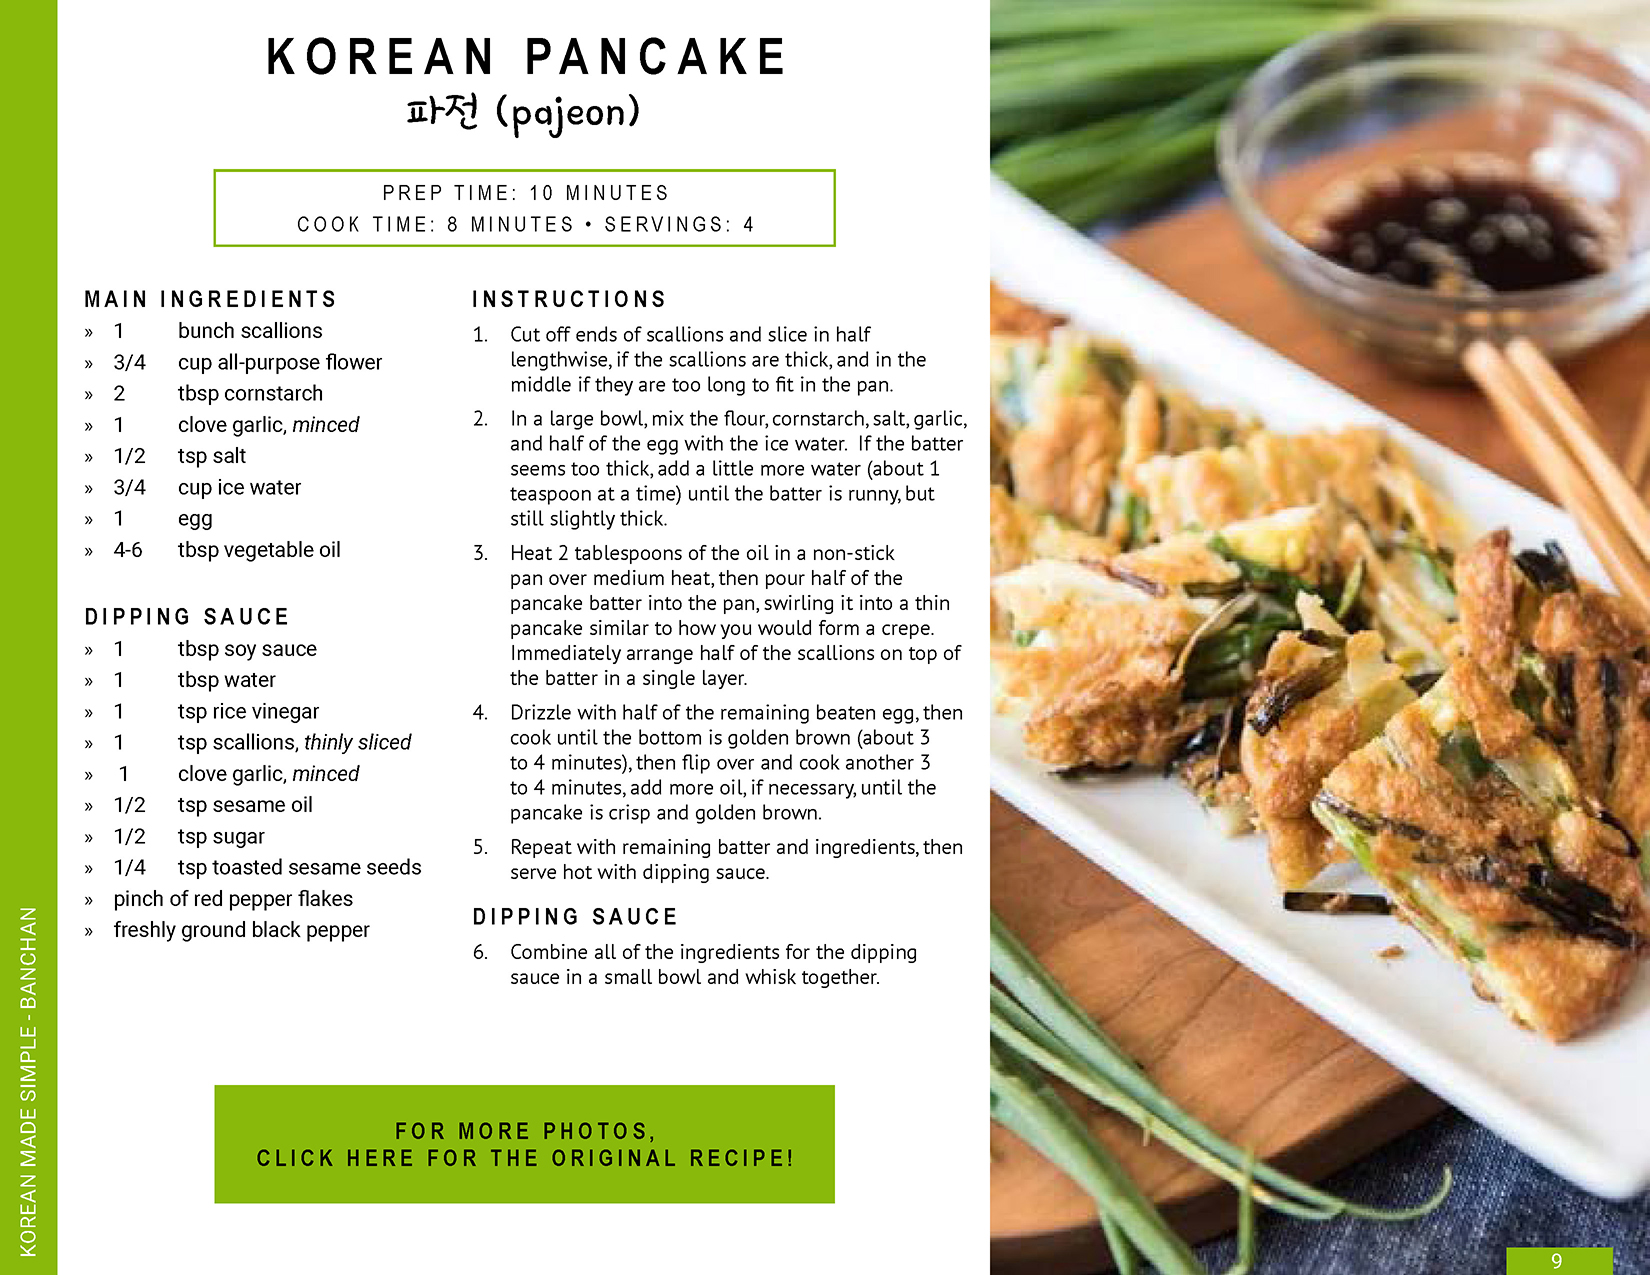 KOREAN PANCAKE
파전 (pajeon)
PREP TIME: 10 MINUTES
COOK TIME: 8 MINUTES • SERVINGS: 4
MAIN INGREDIENTS
» 1 bunch scallions
» 3/4 cup all-purpose flower
» 2 tbsp cornstarch
» 1 clove garlic, minced
» 1/2 tsp salt
» 3/4 cup ice water
» 1 egg
» 4-6 tbsp vegetable oil
DIPPING SAUCE
» 1 tbsp soy sauce
» 1 tbsp water
» 1 tsp rice vinegar
» 1 tsp scallions, thinly sliced
» 1 clove garlic, minced
» 1/2 tsp sesame oil
» 1/2 tsp sugar
» 1/4 tsp toasted sesame seeds
» pinch of red pepper flakes
» freshly ground black pepper
INSTRUCTIONS
1. Cut off ends of scallions and slice in half
lengthwise, if the scallions are thick, and in the
middle if they are too long to fit in the pan.
2. In a large bowl, mix the flour, cornstarch, salt, garlic,
and half of the egg with the ice water. If the batter
seems too thick, add a little more water (about 1
teaspoon at a time) until the batter is runny, but
still slightly thick.
3. Heat 2 tablespoons of the oil in a non-stick
pan over medium heat, then pour half of the
pancake batter into the pan, swirling it into a thin
pancake similar to how you would form a crepe.
Immediately arrange half of the scallions on top of
the batter in a single layer.
4. Drizzle with half of the remaining beaten egg, then
cook until the bottom is golden brown (about 3
to 4 minutes), then flip over and cook another 3
to 4 minutes, add more oil, if necessary, until the
pancake is crisp and golden brown.
5. Repeat with remaining batter and ingredients, then
serve hot with dipping sauce.
DIPPING SAUCE
6. Combine all of the ingredients for the dipping
sauce in a small bowl and whisk together.
FOR MORE PHOTOS,
CLICK HERE FOR THE ORIGINAL RECIPE!
KOREAN MADE SIMPLE - BANCHAN
9